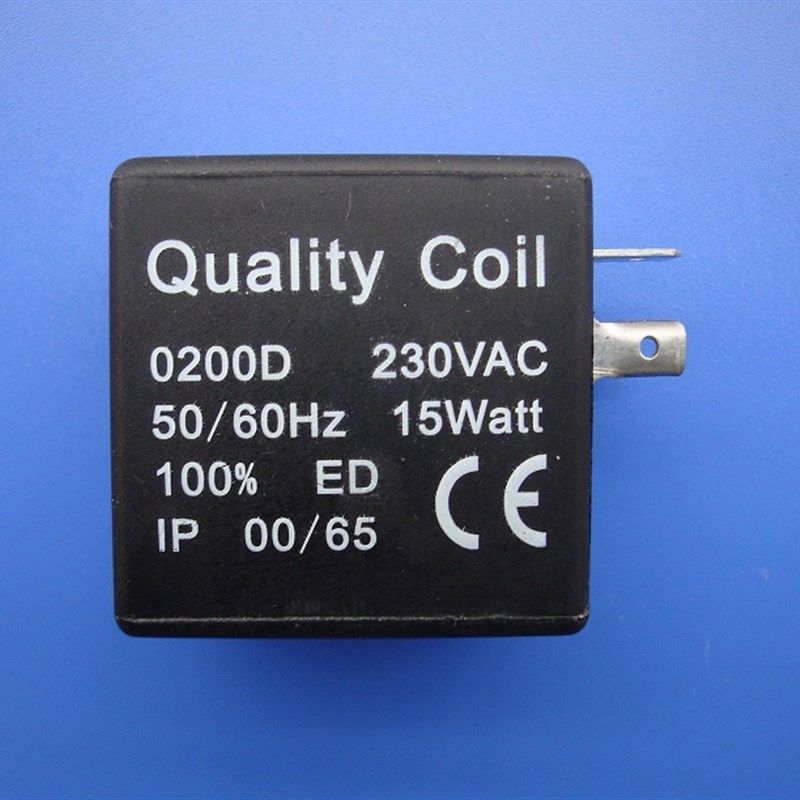 Quality Coil
0200D 230VAC
50/60Hz 15Watt
100% ED
IP 00/65
CE